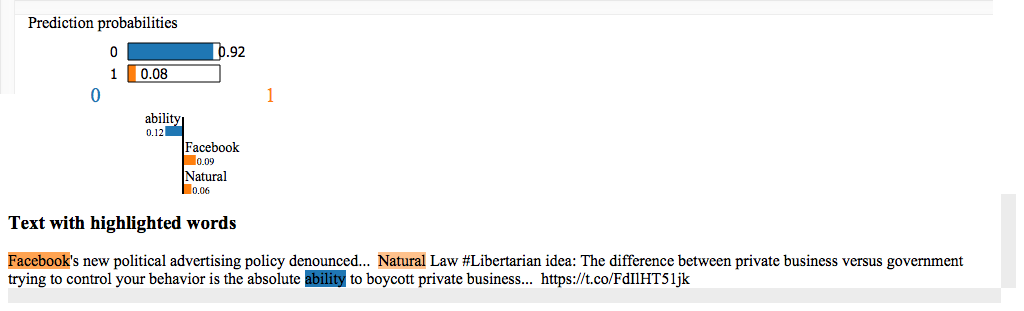 Prediction probabilities
0 0.92
1 0.08
0 1
ability
0.12
Facebook
0.09
Natural
0.06
Text with highlighted words
Facebook's new political advertising policy denounced... Natural Law #Libertarian idea: The difference between private business versus government
trying to control your behavior is the absolute ability to boycott private business... https://t.co/FdIlHT51jk